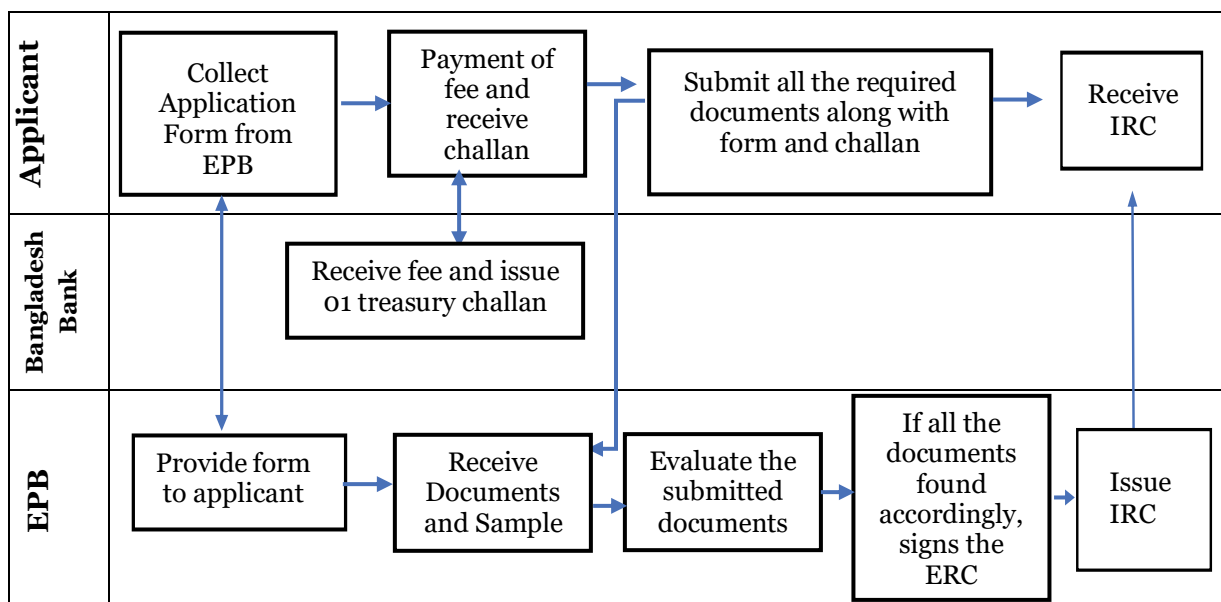 Applicant
Collect
Application
Form from
EPB
Payment of
fee and
receive
challan
Submit all the required
documents along with
form and challan
Receive
IRC
Bangladesh
Bank
Receive fee and issue
01 treasury challan
EPB
Provide form
to applicant
Receive
Documents
and Sample
Evaluate the
submitted
documents
If all the
documents
found
accordingly,
signs the
ERC
Issue
IRC